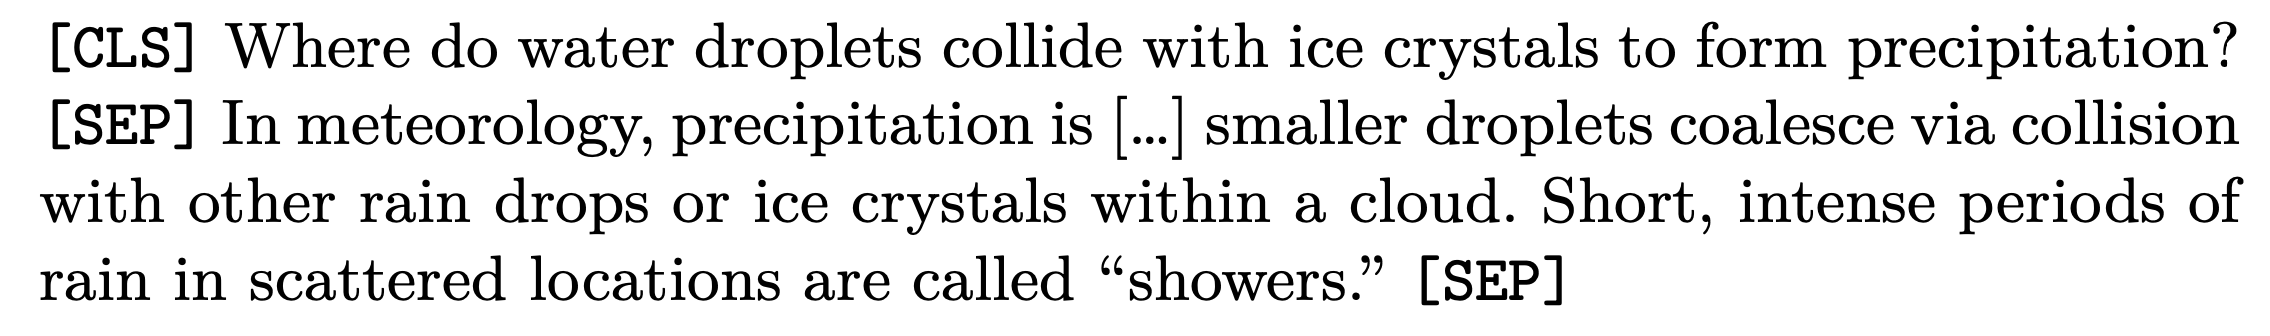 [CLS] Where do water droplets collide with ice crystals to form precipitation?
[SEP] In meteorology, precipitation is […] smaller droplets coalesce via collision
with other rain drops or ice crystals within a cloud. Short, intense periods of
rain in scattered locations are called “showers.” [SEP]